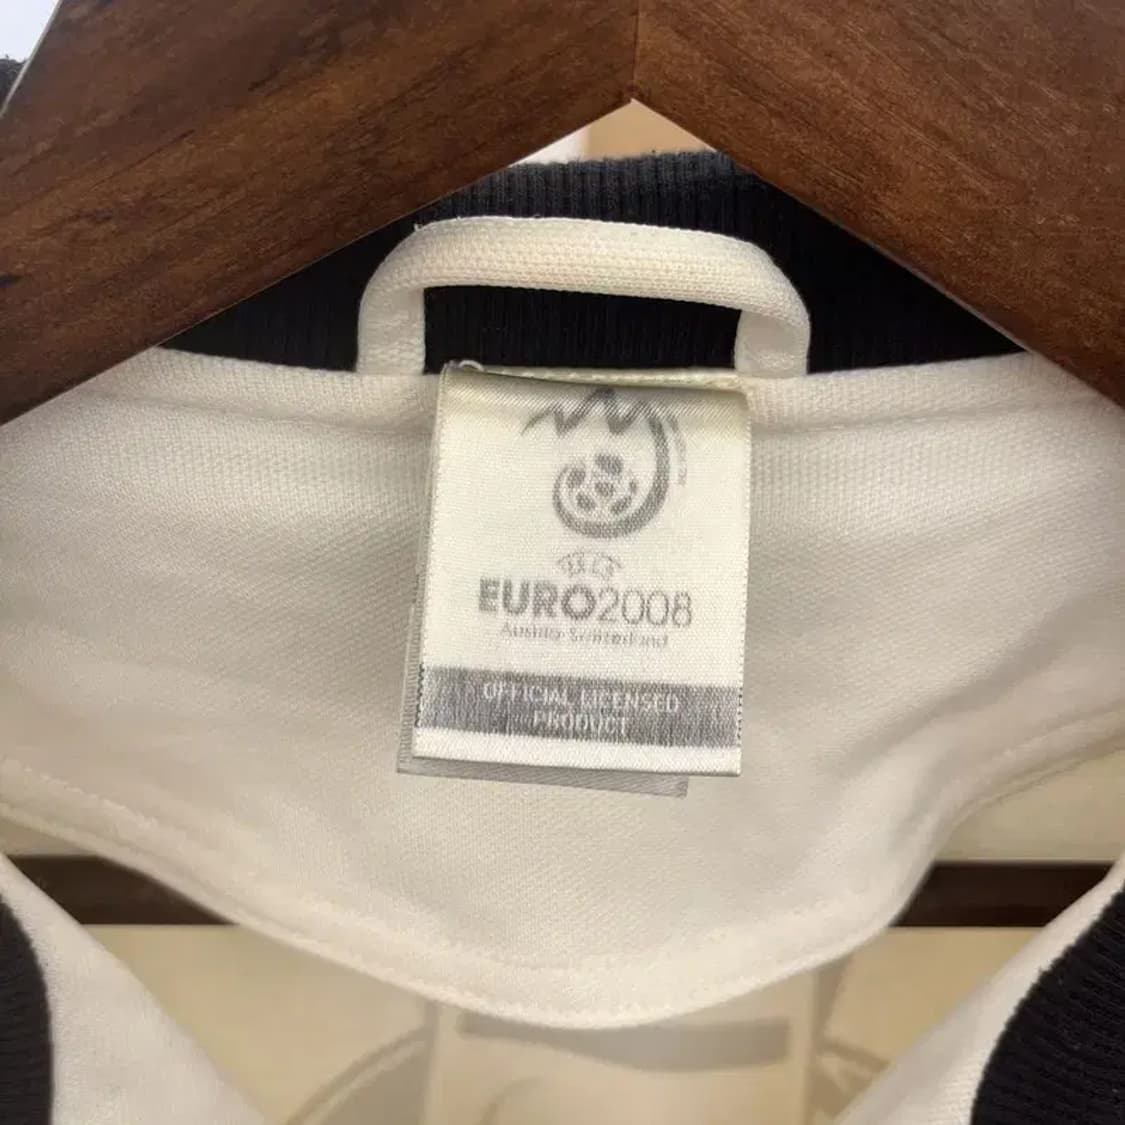 UEFA
EURO2008
Austria-Switzerland
OFFICIAL LICENSED
PRODUCT